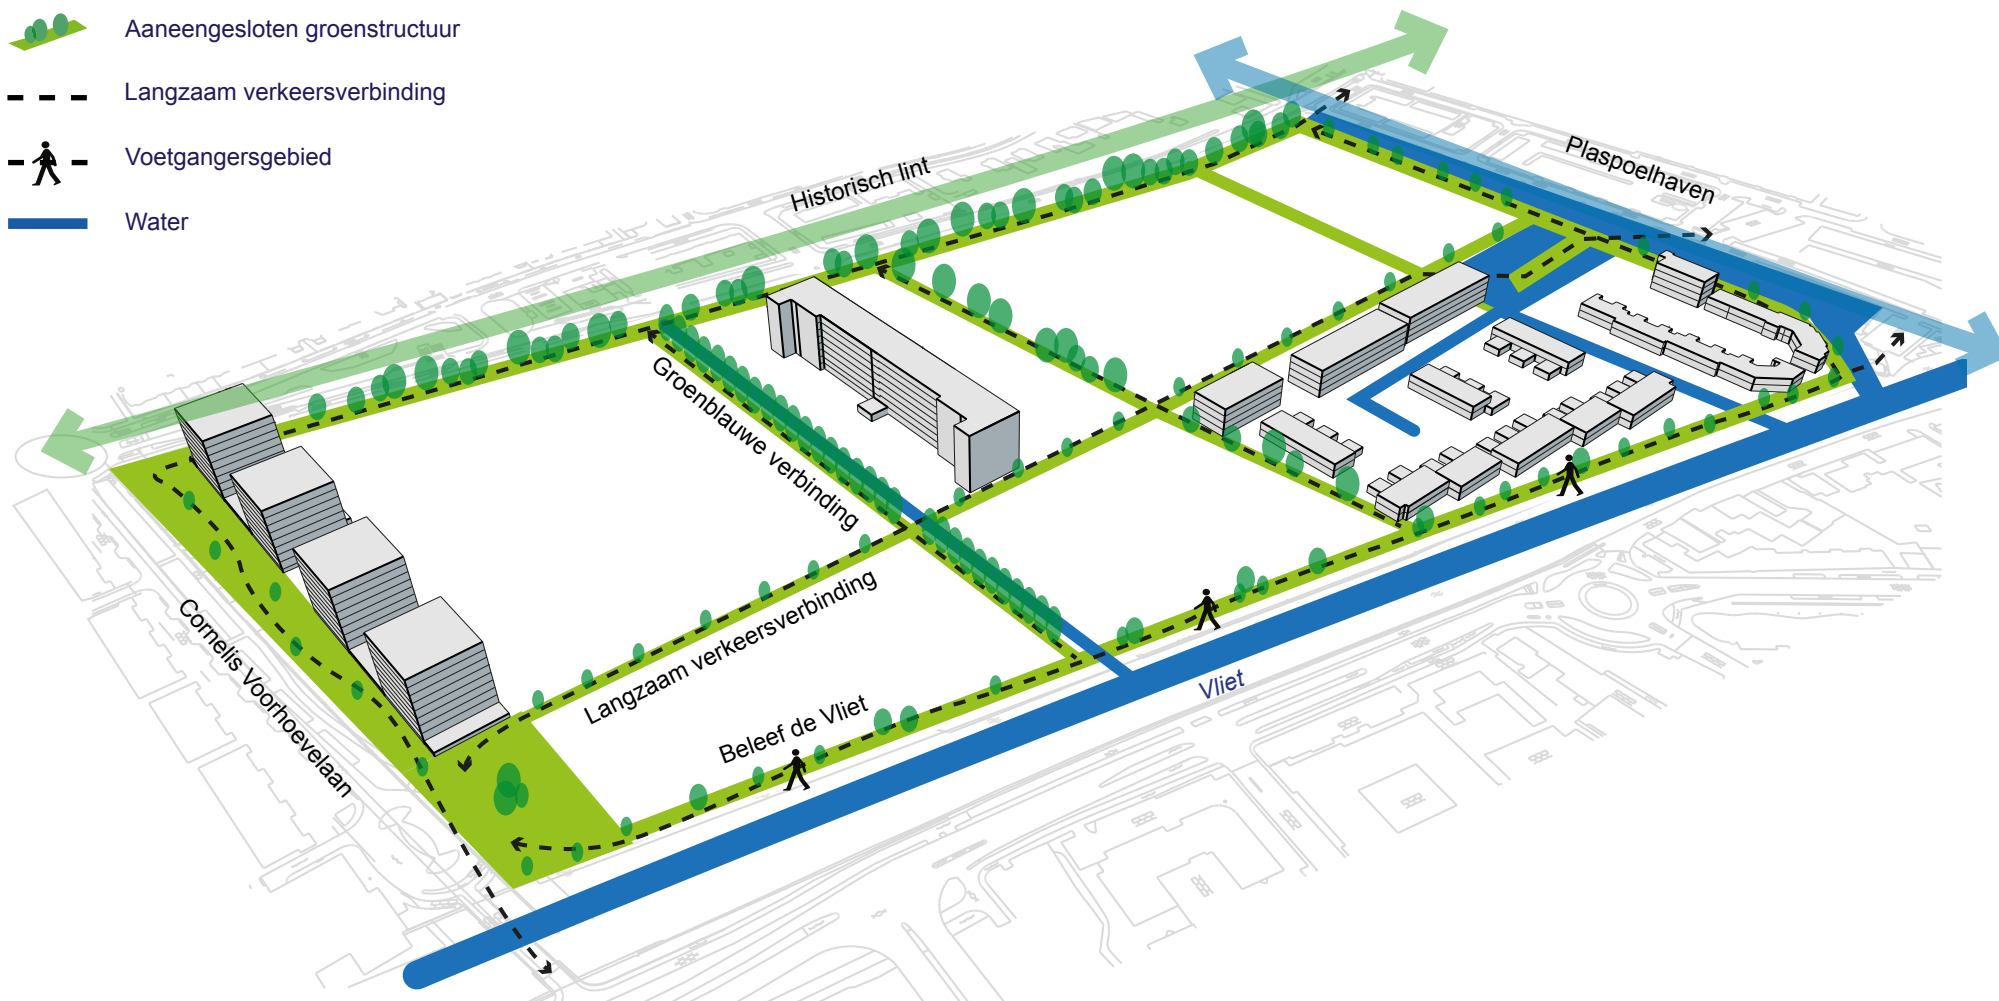 Aaneengesloten groenstructuur
Langzaam verkeersverbinding
Voetgangersgebied
Water
Historisch lint
Plaspoelhaven
Groenblauwe verbinding
Langzaam verkeersverbinding
Cornelis Voorhoevelaan
Beleef de Vliet
Vliet